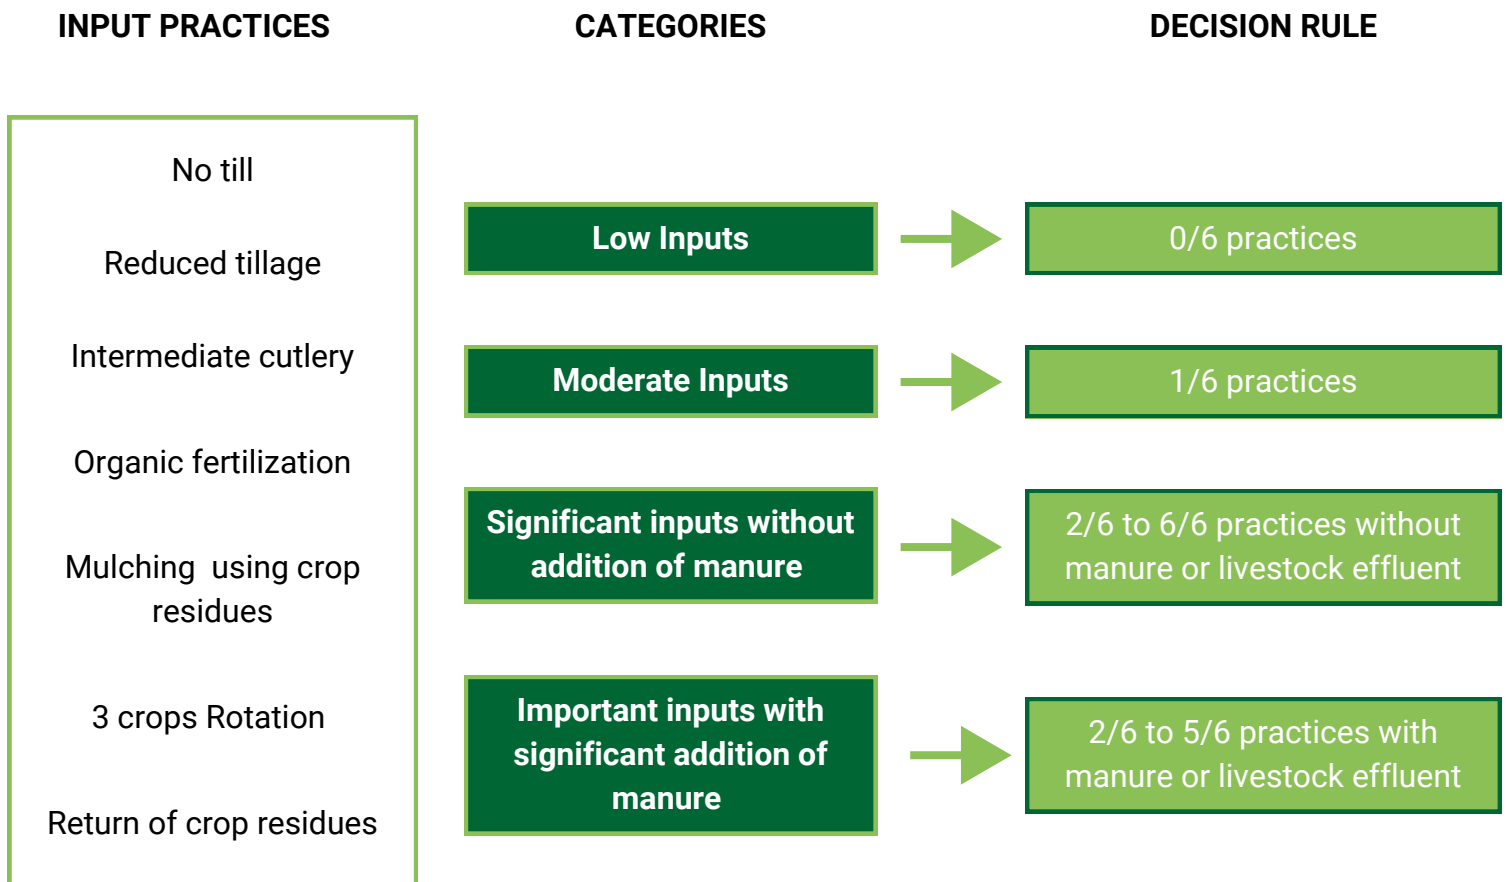 INPUT PRACTICES
CATEGORIES
DECISION RULE
No till
Reduced tillage
Intermediate cutlery
Organic fertilization
Mulching using crop
residues
3 crops Rotation
Return of crop residues
Low Inputs
0/6 practices
Moderate Inputs
1/6 practices
Significant inputs without
addition of manure
2/6 to 6/6 practices without
manure or livestock effluent
Important inputs with
significant addition of
manure
2/6 to 5/6 practices with
manure or livestock effluent